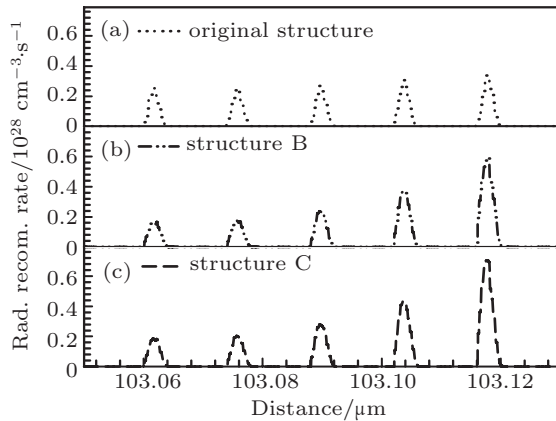 (a) original structure
0.6
0.4
0.2
0
(b) structure B
0.6
0.4
0.2
0
(c) structure C
0.6
0.4
0.2
0
Rad. recom. rate/10²⁸ cm⁻³·s⁻¹
103.06 103.08 103.10 103.12
Distance/μm